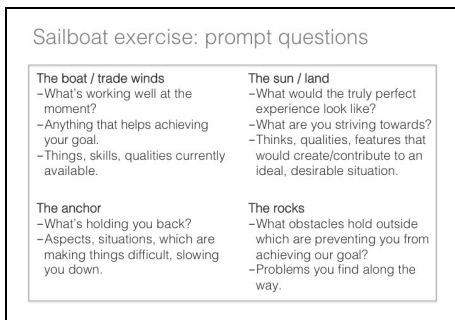 Sailboat exercise: prompt questions
The boat / trade winds
–What's working well at the
moment?
–Anything that helps achieving
your goal.
–Things, skills, qualities currently
available.
The sun / land
–What would the truly perfect
experience look like?
–What are you striving towards?
–Thinks, qualities, features that
would create/contribute to an
ideal, desirable situation.
The anchor
–What's holding you back?
–Aspects, situations, which are
making things difficult, slowing
you down.
The rocks
–What obstacles hold outside
which are preventing you from
achieving our goal?
–Problems you find along the
way.